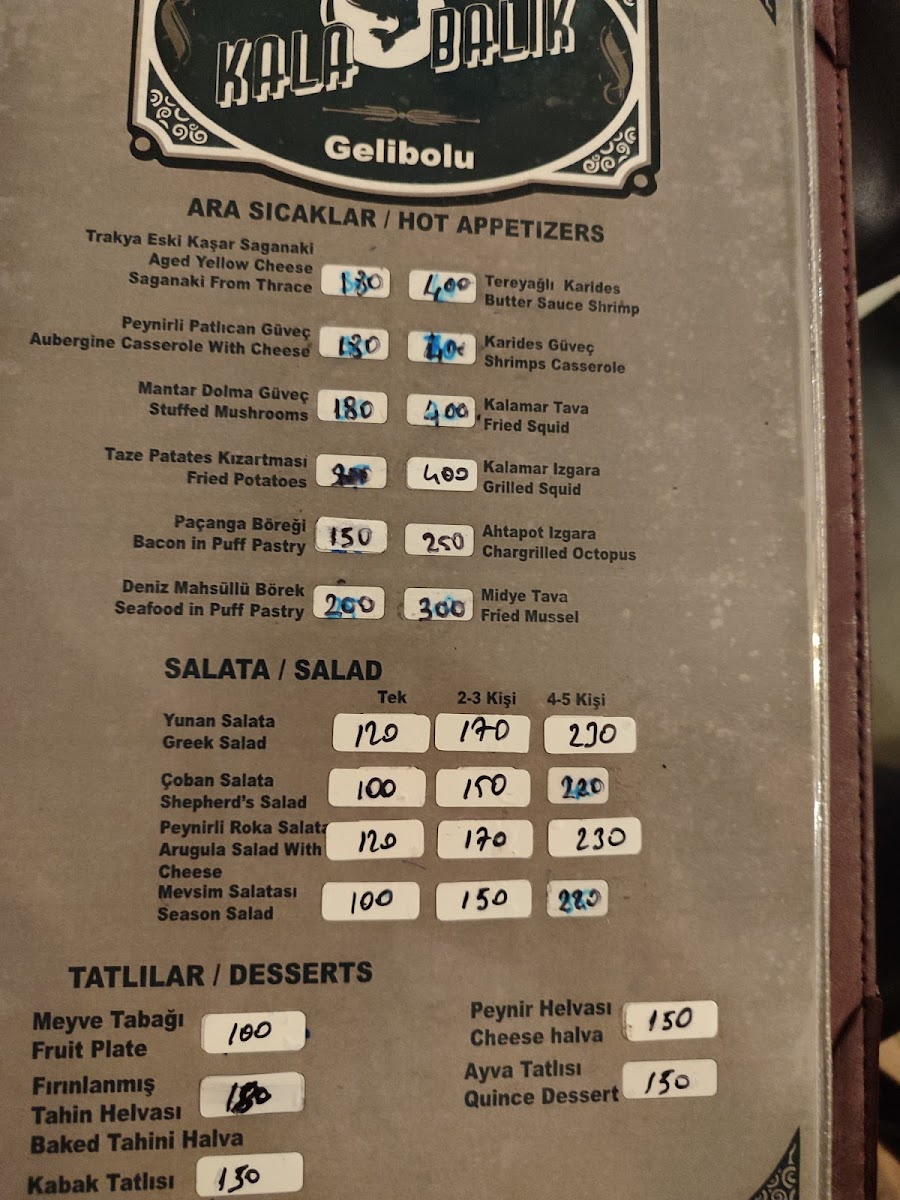 KALA BALIK
Gelibolu
ARA SICAKLAR / HOT APPETIZERS
Trakya Eski Kaşar Saganaki
Aged Yellow Cheese
Saganaki From Thrace 180
400 Tereyağlı Karides
Butter Sauce Shrimp
Peynirli Patlıcan Güveç
Aubergine Casserole With Cheese 180
Karides Güveç
Shrimps Casserole
Mantar Dolma Güveç
Stuffed Mushrooms 180
400 Kalamar Tava
Fried Squid
Taze Patates Kızartması
Fried Potatoes
400 Kalamar Izgara
Grilled Squid
Paçanga Böreği
Bacon in Puff Pastry 150
250 Ahtapot Izgara
Chargrilled Octopus
Deniz Mahsüllü Börek
Seafood in Puff Pastry 200
300 Midye Tava
Fried Mussel
SALATA / SALAD
Tek 2-3 Kişi 4-5 Kişi
Yunan Salata
Greek Salad 120 170 230
Çoban Salata
Shepherd's Salad 100 150 220
Peynirli Roka Salata
Arugula Salad With 120 170 230
Cheese
Mevsim Salatası
Season Salad 100 150 220
TATLILAR / DESSERTS
Meyve Tabağı
Fruit Plate 100
Fırınlanmış
Tahin Helvası
Baked Tahini Halva
Kabak Tatlısı 150
Peynir Helvası
Cheese halva 150
Ayva Tatlısı
Quince Dessert 150